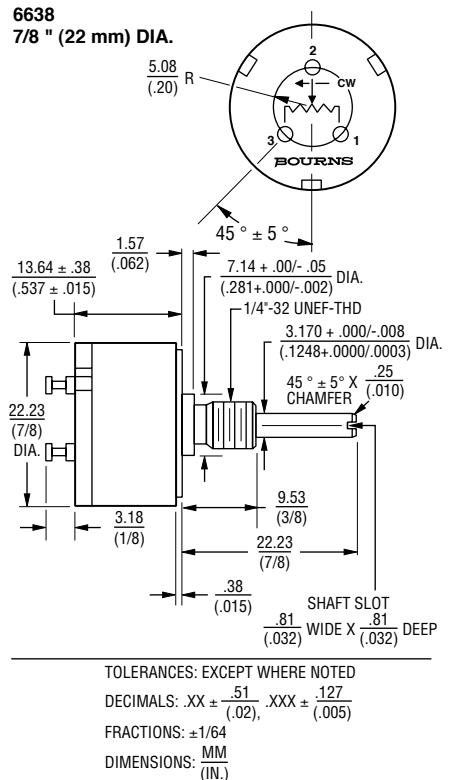 6638
7/8 " (22 mm) DIA.
5.08
(.20)
R
2
CW
3
1
BOURNS
45 ° ± 5 °
1.57
(.062)
13.64 ± .38
(.537 ± .015)
7.14 + .00/- .05
(.281+.000/-.002)
DIA.
1/4"-32 UNEF-THD
3.170 + .000/-.008
(.1248+.0000/.0003)
DIA.
45 ° ± 5° X .25
(.010)
CHAMFER
22.23
(7/8)
DIA.
3.18
(1/8)
9.53
(3/8)
22.23
(7/8)
.38
(.015)
SHAFT SLOT
.81
(.032)
WIDE X
.81
(.032)
DEEP
TOLERANCES: EXCEPT WHERE NOTED
DECIMALS: .XX ± .51
(.02),
.XXX ± .127
(.005)
FRACTIONS: ±1/64
DIMENSIONS: MM
(IN.)